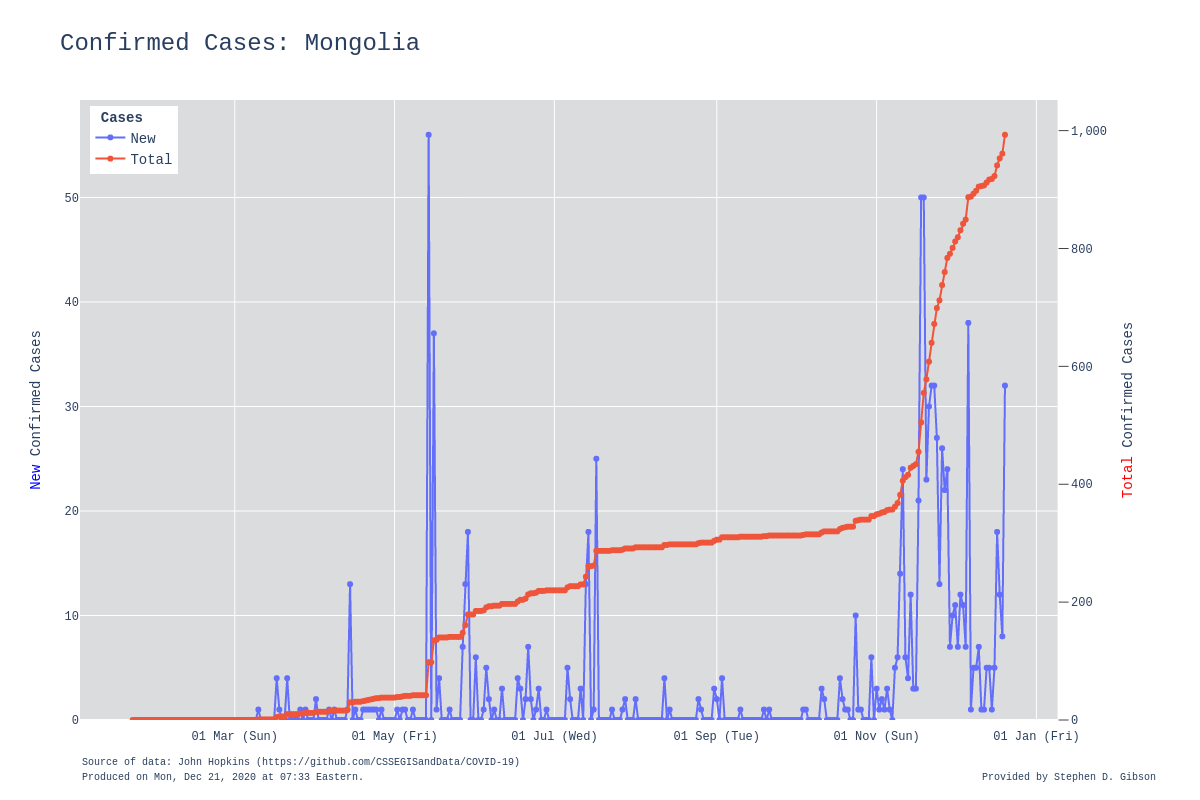 Confirmed Cases: Mongolia
Cases
New
Total
New Confirmed Cases
0
10
20
30
40
50
Total Confirmed Cases
0
200
400
600
800
1,000
01 Mar (Sun)
01 May (Fri)
01 Jul (Wed)
01 Sep (Tue)
01 Nov (Sun)
01 Jan (Fri)
Source of data: John Hopkins (https://github.com/CSSEGISandData/COVID-19)
Produced on Mon, Dec 21, 2020 at 07:33 Eastern.
Provided by Stephen D. Gibson